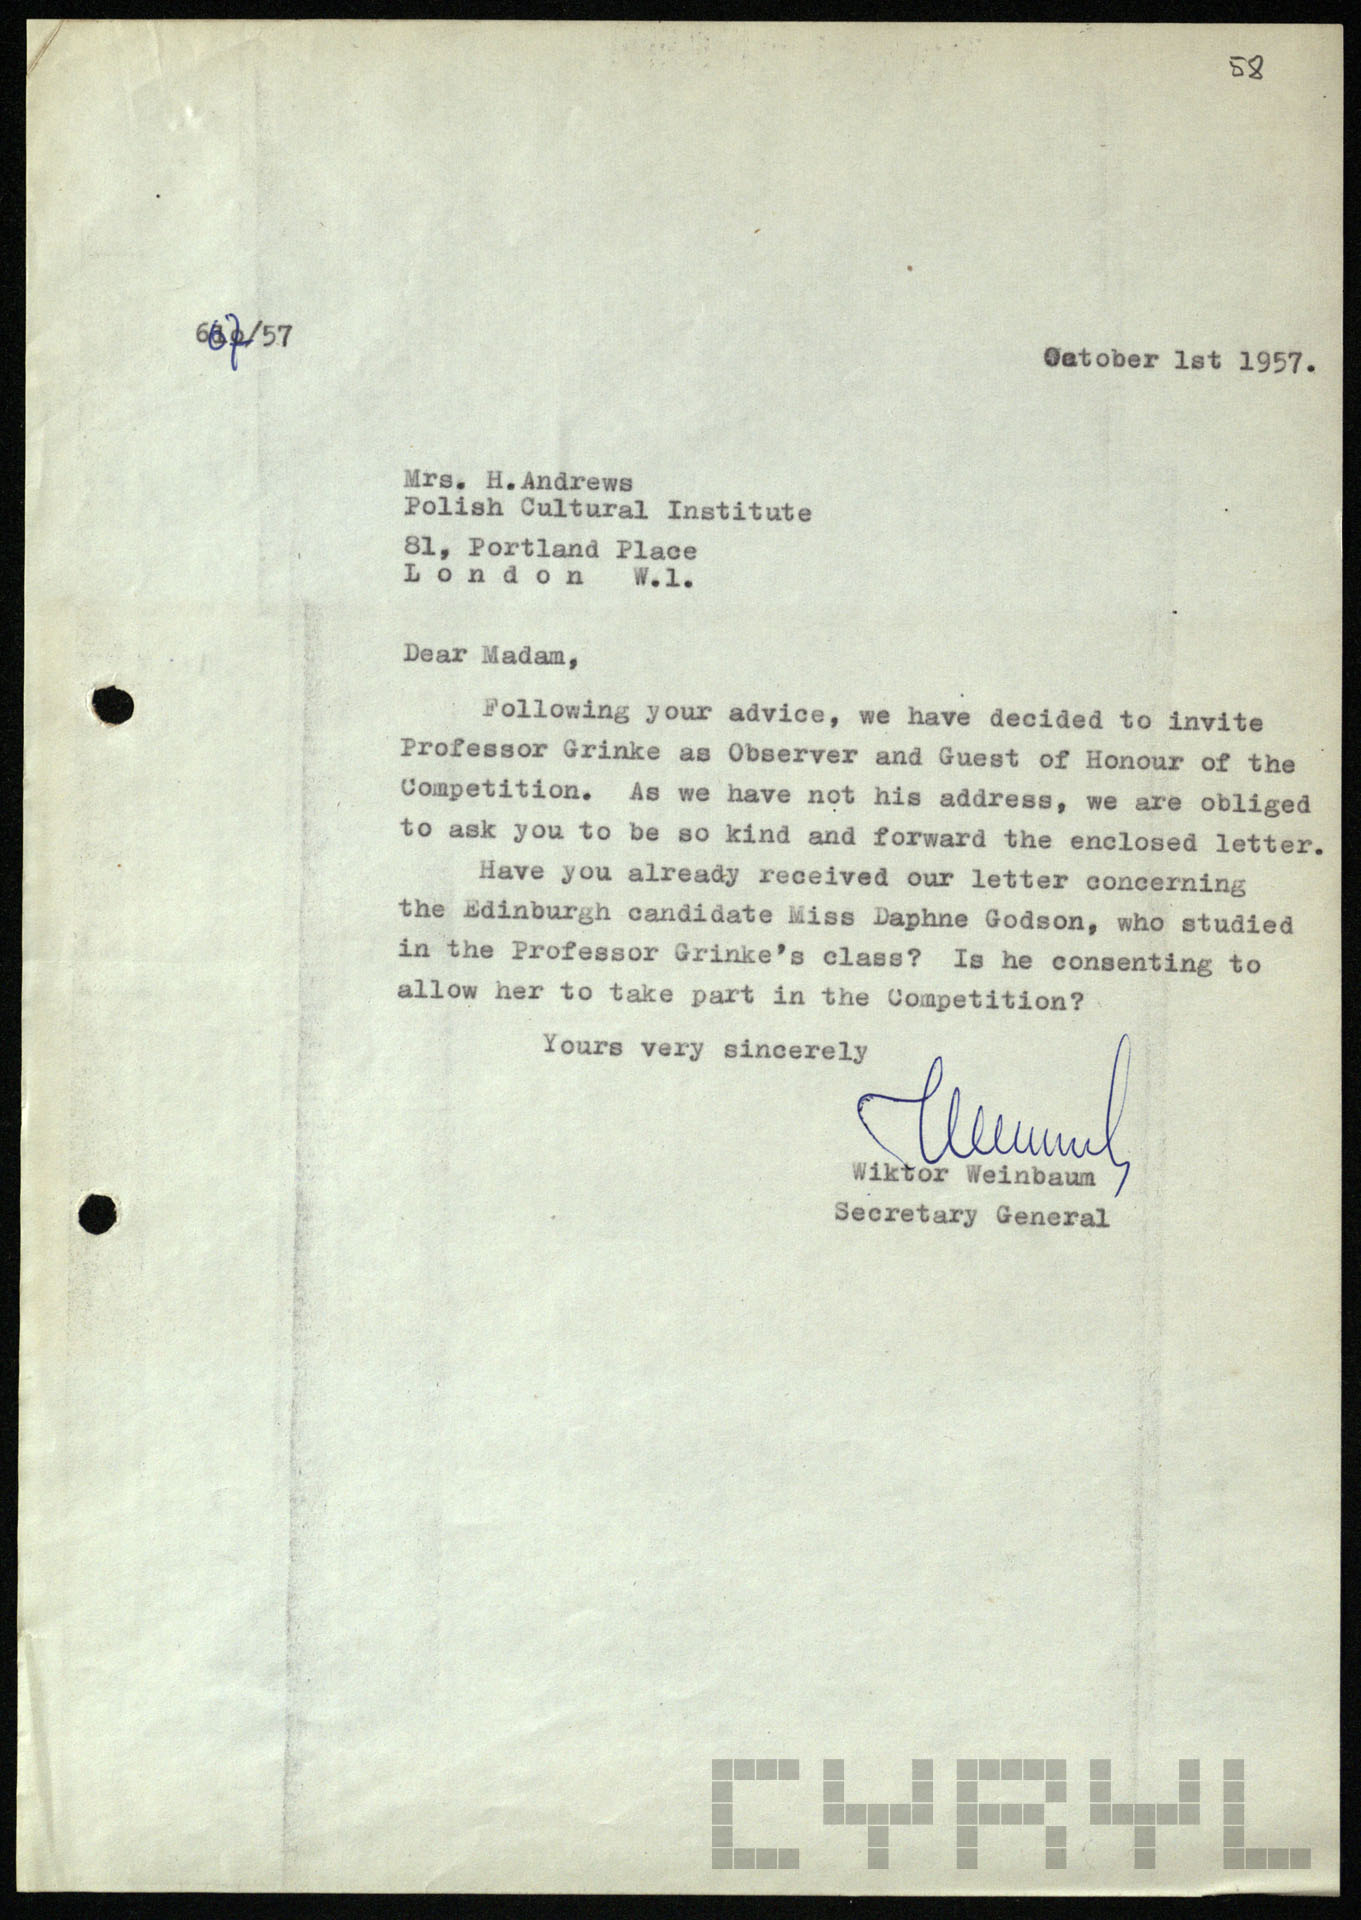 58
/57
October 1st 1957.
Mrs. H.Andrews
Polish Cultural Institute
81, Portland Place
L o n d o n W.1.
Dear Madam,
Following your advice, we have decided to invite
Professor Grinke as Observer and Guest of Honour of the
Competition. As we have not his address, we are obliged
to ask you to be so kind and forward the enclosed letter.
Have you already received our letter concerning
the Edinburgh candidate Miss Daphne Godson, who studied
in the Professor Grinke's class? Is he consenting to
allow her to take part in the Competition?
Yours very sincerely
Wiktor Weinbaum
Secretary General
CYRYL